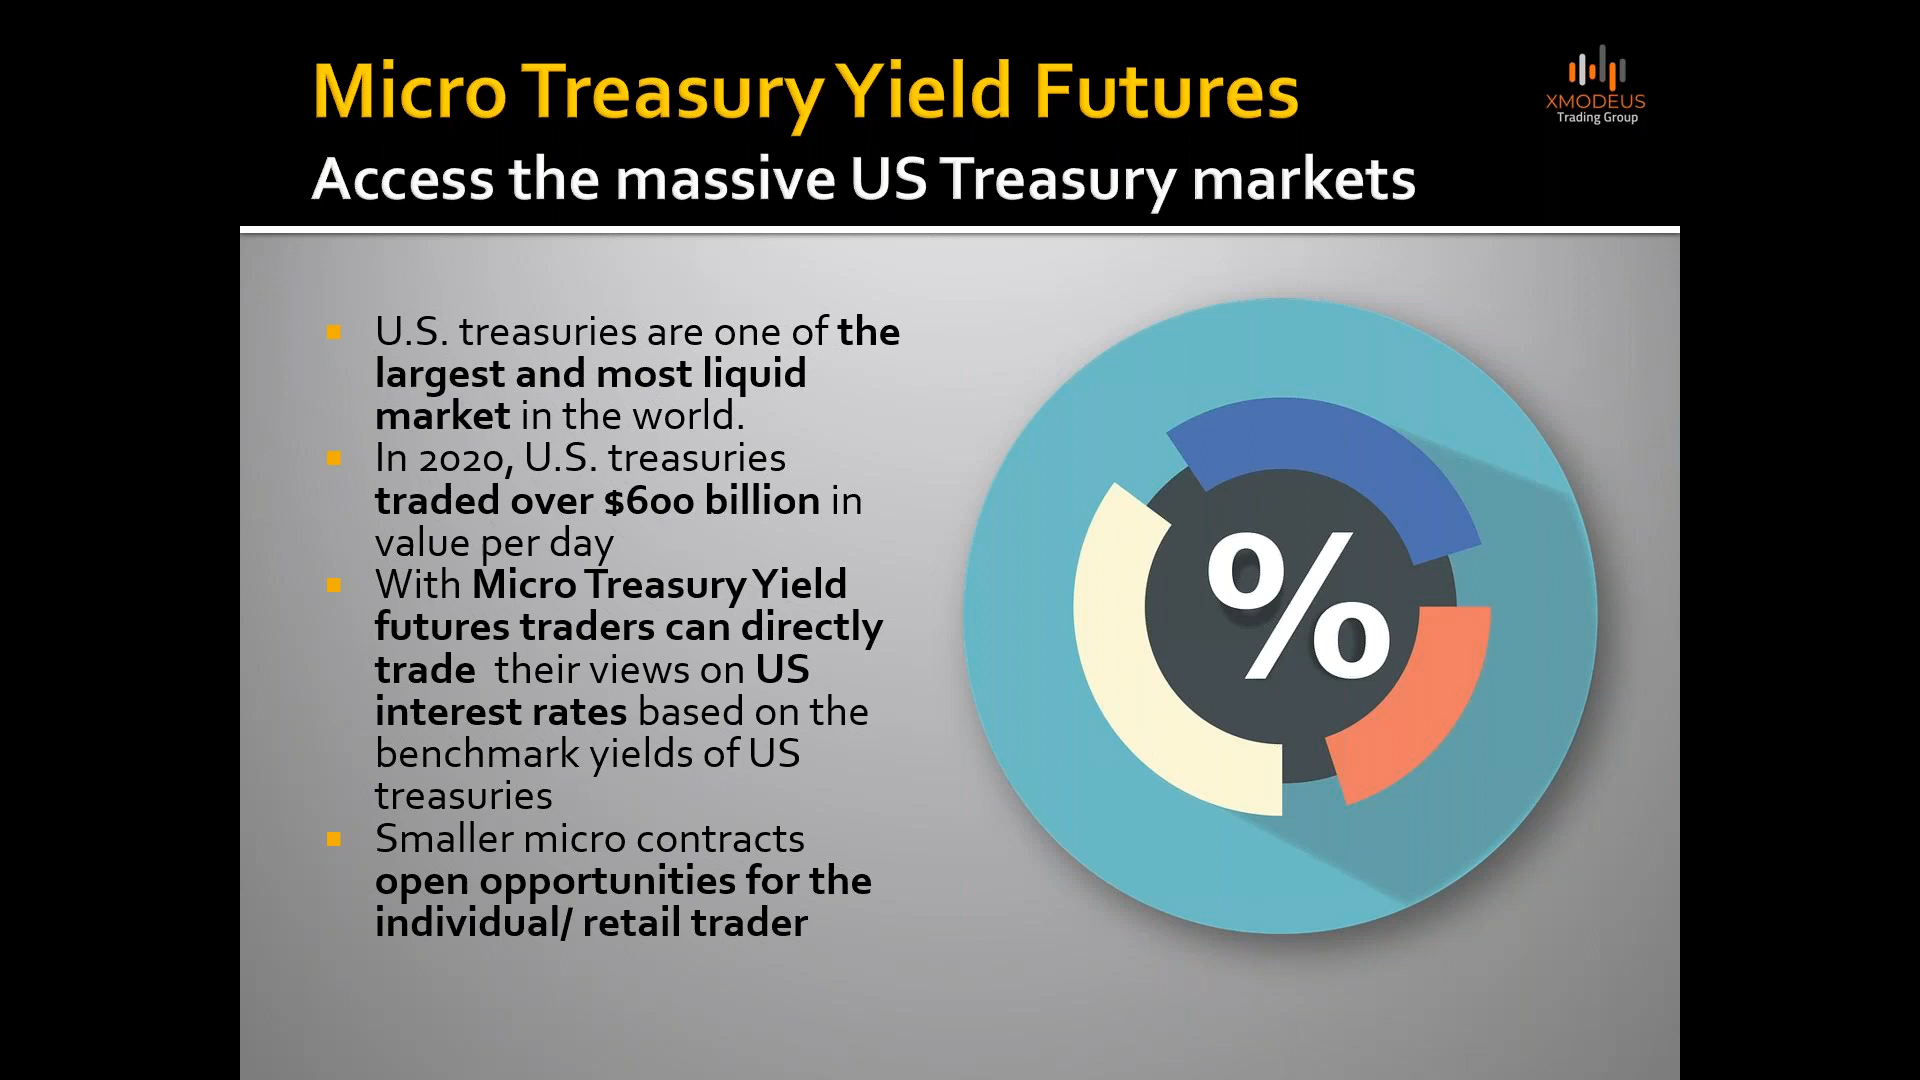 Micro Treasury Yield Futures
XMODEUS
Trading Group
Access the massive US Treasury markets
U.S. treasuries are one of the
largest and most liquid
market in the world.
In 2020, U.S. treasuries
traded over $600 billion in
value per day
With Micro Treasury Yield
futures traders can directly
trade their views on US
interest rates based on the
benchmark yields of US
treasuries
Smaller micro contracts
open opportunities for the
individual/ retail trader
%